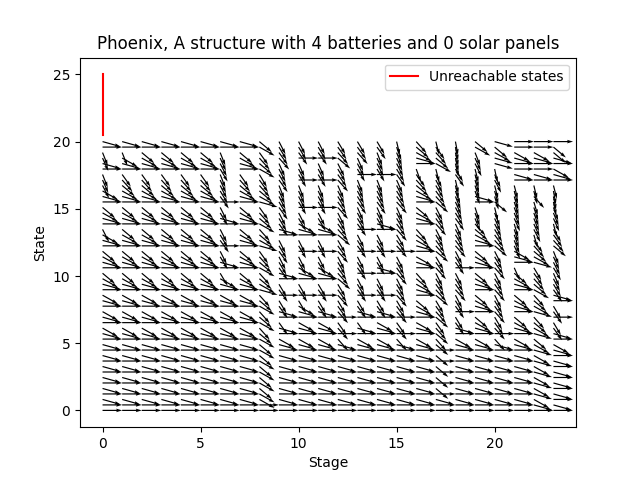 Phoenix, A structure with 4 batteries and 0 solar panels
Unreachable states
25
20
15
10
5
0
State
0 5 10 15 20
Stage